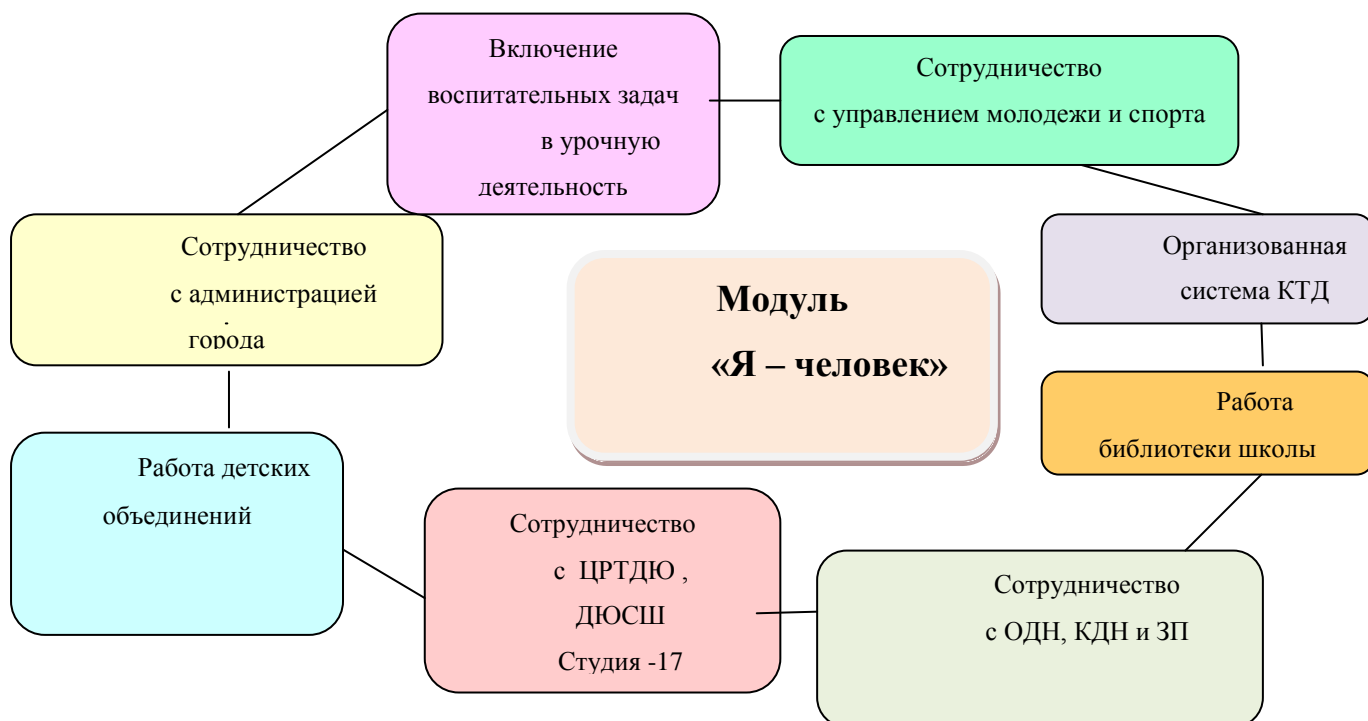 Включение
воспитательных задач
в урочную
деятельность
Сотрудничество
с управлением молодежи и спорта
Сотрудничество
с администрацией
города
Модуль
«Я – человек»
Организованная
система КТД
Работа
библиотеки школы
Работа детских
объединений
Сотрудничество
с ЦРТДЮ ,
ДЮСШ
Студия -17
Сотрудничество
с ОДН, КДН и ЗП